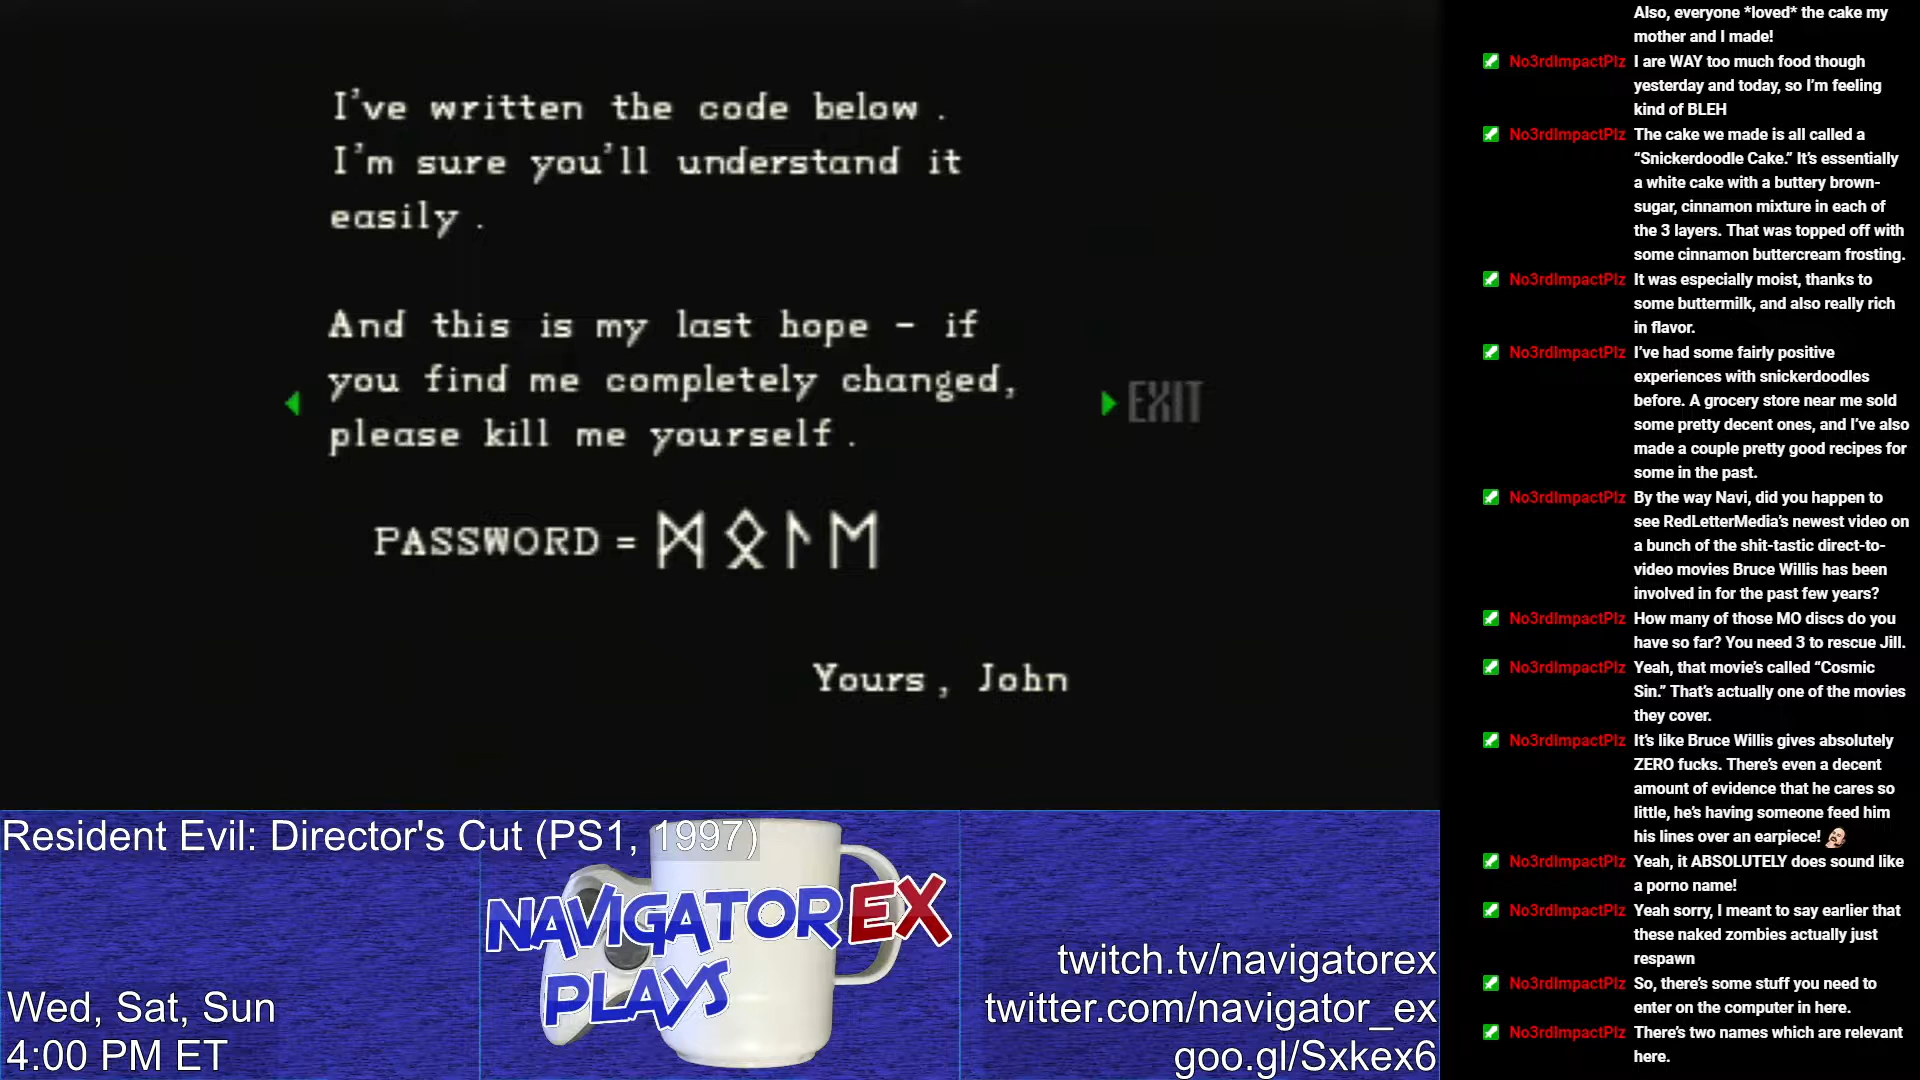 I've written the code below .
I'm sure you'll understand it
easily .
And this is my last hope - if
you find me completely changed,
please kill me yourself .
EXIT
PASSWORD = ᛞᛟᚫᛖ
Yours , John
Resident Evil: Director's Cut (PS1, 1997)
NAVIGATOR EX
PLAYS
Wed, Sat, Sun
4:00 PM ET
twitch.tv/navigatorex
twitter.com/navigator_ex
goo.gl/Sxkex6
Also, everyone *loved* the cake my
mother and I made!
No3rdImpactPlz I are WAY too much food though
yesterday and today, so I'm feeling
kind of BLEH
No3rdImpactPlz The cake we made is all called a
“Snickerdoodle Cake.” It's essentially
a white cake with a buttery brown-
sugar, cinnamon mixture in each of
the 3 layers. That was topped off with
some cinnamon buttercream frosting.
No3rdImpactPlz It was especially moist, thanks to
some buttermilk, and also really rich
in flavor.
No3rdImpactPlz I've had some fairly positive
experiences with snickerdoodles
before. A grocery store near me sold
some pretty decent ones, and I've also
made a couple pretty good recipes for
some in the past.
No3rdImpactPlz By the way Navi, did you happen to
see RedLetterMedia's newest video on
a bunch of the shit-tastic direct-to-
video movies Bruce Willis has been
involved in for the past few years?
No3rdImpactPlz How many of those MO discs do you
have so far? You need 3 to rescue Jill.
No3rdImpactPlz Yeah, that movie's called “Cosmic
Sin.” That's actually one of the movies
they cover.
No3rdImpactPlz It's like Bruce Willis gives absolutely
ZERO fucks. There's even a decent
amount of evidence that he cares so
little, he's having someone feed him
his lines over an earpiece!
No3rdImpactPlz Yeah, it ABSOLUTELY does sound like
a porno name!
No3rdImpactPlz Yeah sorry, I meant to say earlier that
these naked zombies actually just
respawn
No3rdImpactPlz So, there's some stuff you need to
enter on the computer in here.
No3rdImpactPlz There's two names which are relevant
here.